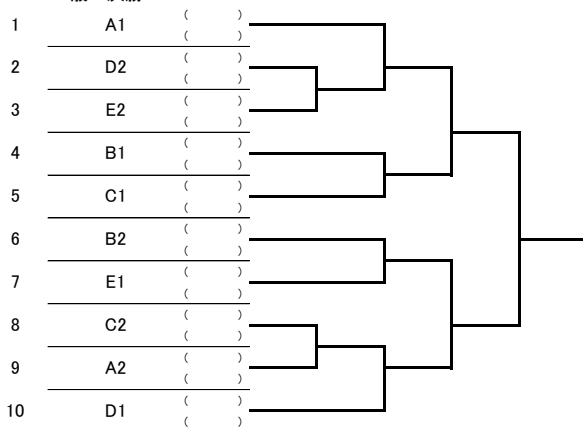 1 A1 ( )
( )
2 D2 ( )
( )
3 E2 ( )
( )
4 B1 ( )
( )
5 C1 ( )
( )
6 B2 ( )
( )
7 E1 ( )
( )
8 C2 ( )
( )
9 A2 ( )
( )
10 D1 ( )
( )